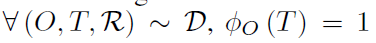 ∀ (O, T, ℛ) ∼ 𝒟, ϕ_O (T) = 1